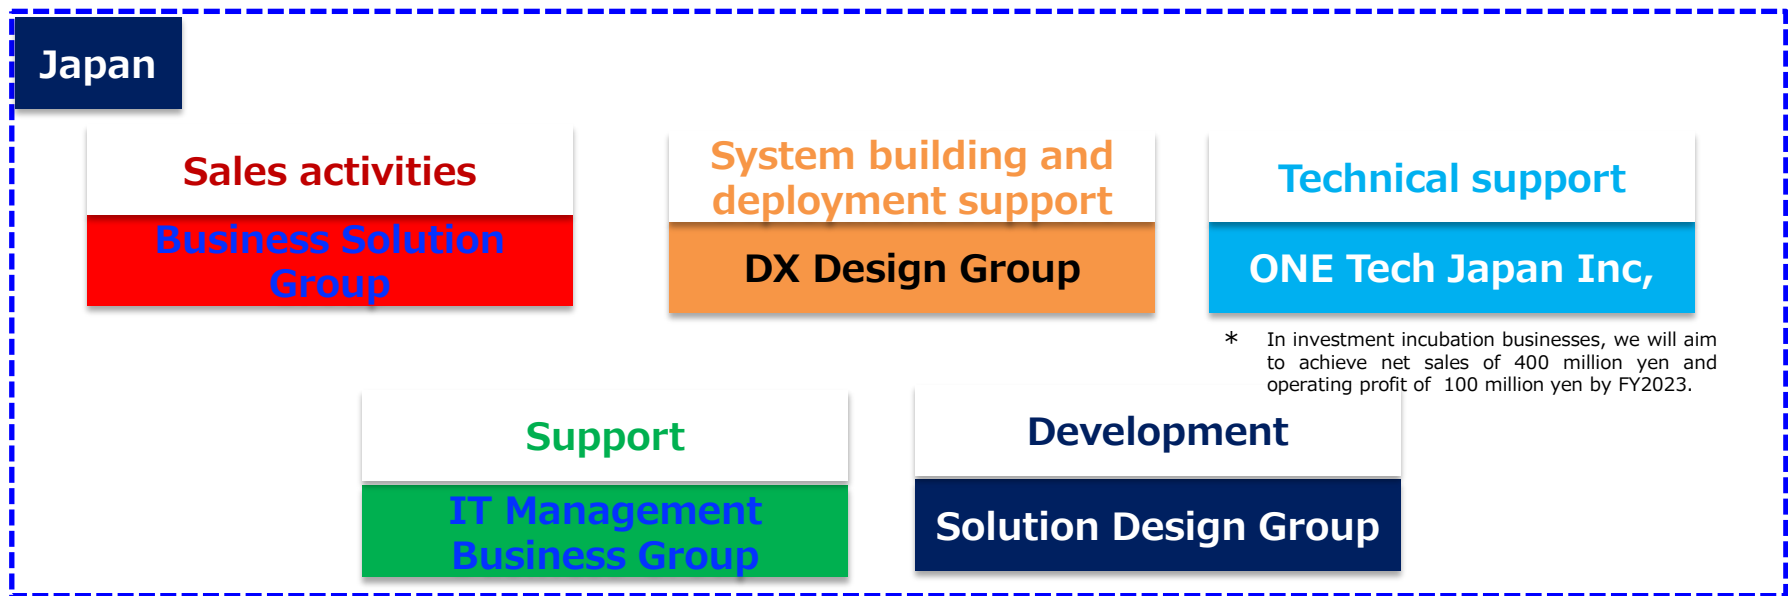 Japan
Sales activities
Business Solution
Group
System building and
deployment support
DX Design Group
Technical support
ONE Tech Japan Inc,
* In investment incubation businesses, we will aim
to achieve net sales of 400 million yen and
operating profit of 100 million yen by FY2023.
Support
IT Management
Business Group
Development
Solution Design Group